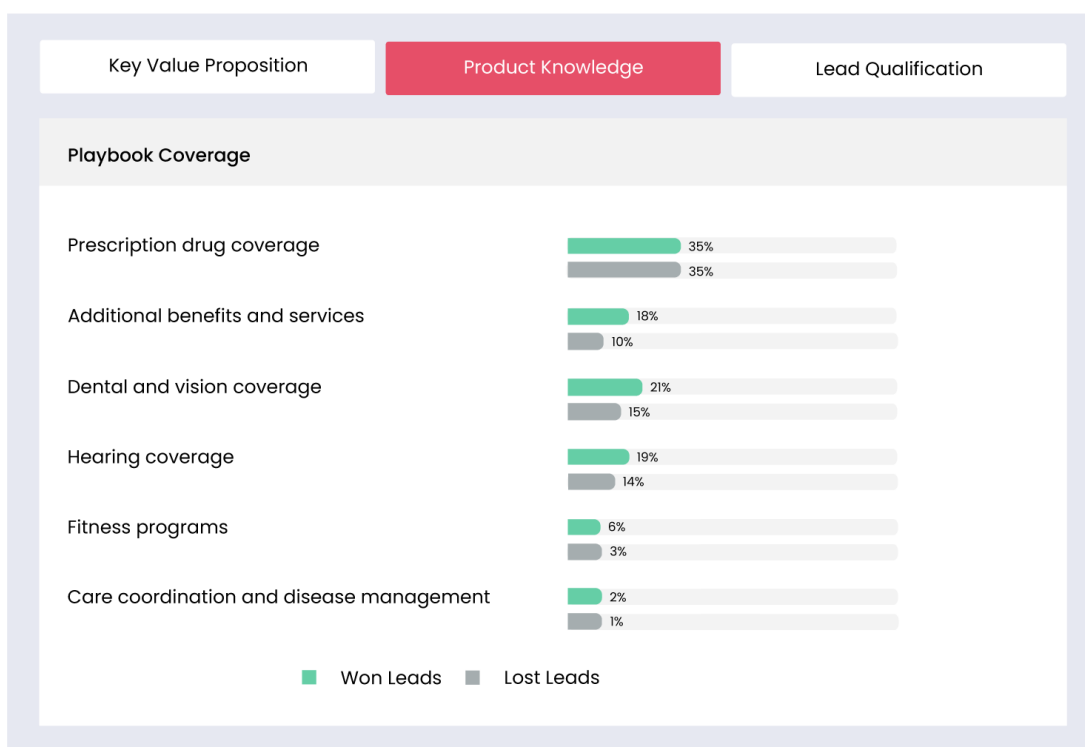 Key Value Proposition
Product Knowledge
Lead Qualification
Playbook Coverage
Prescription drug coverage
35%
35%
Additional benefits and services
18%
10%
Dental and vision coverage
21%
15%
Hearing coverage
19%
14%
Fitness programs
6%
3%
Care coordination and disease management
2%
1%
Won Leads
Lost Leads